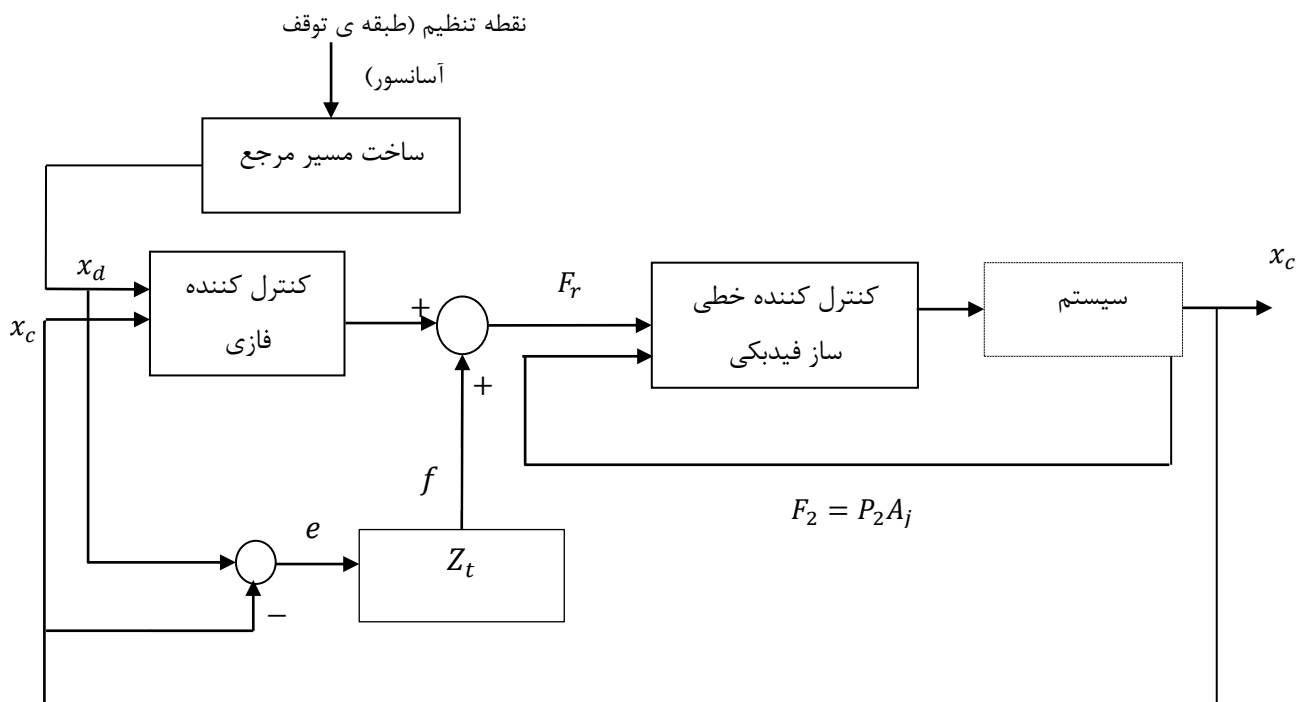 نقطه تنظیم (طبقه ی توقف
آسانسور)
ساخت مسیر مرجع
x_d
x_c
کنترل کننده
فازی
+
+
F_r
کنترل کننده خطی
ساز فیدبکی
سیستم
x_c
f
F_2 = P_2A_j
e
Z_t
−